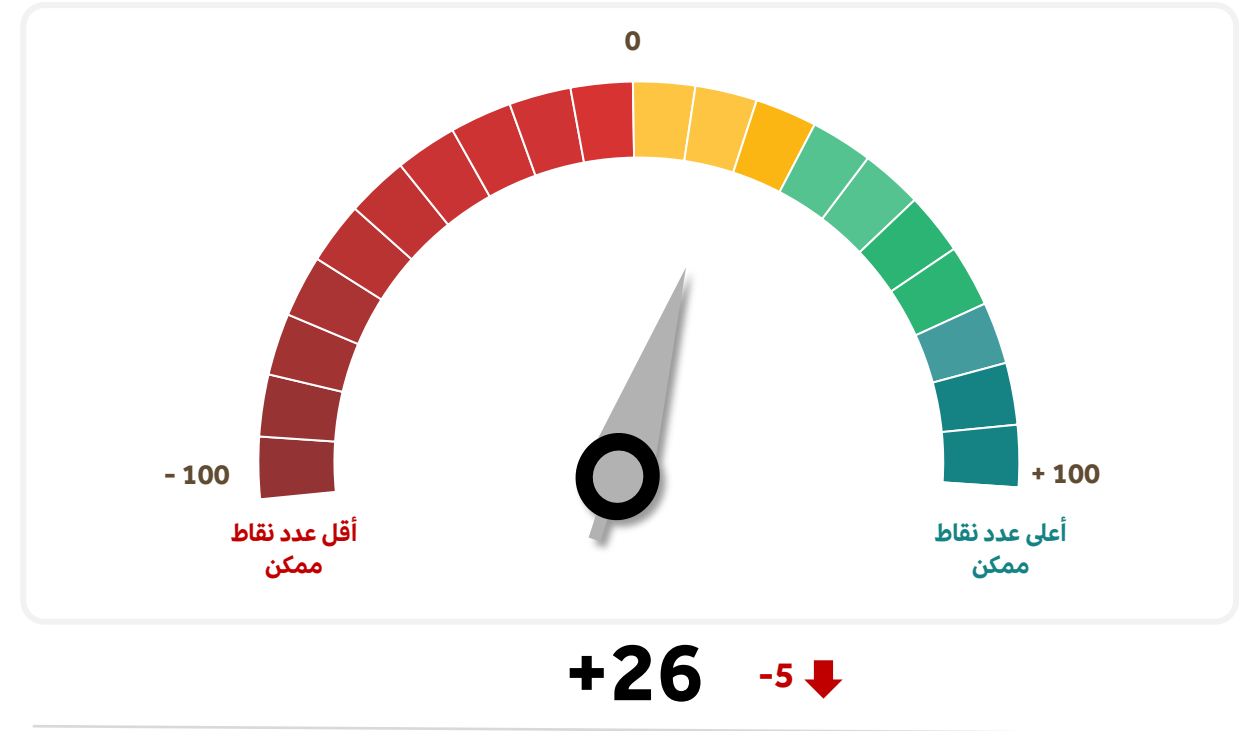 0
- 100
+ 100
أقل عدد نقاط
ممكن
أعلى عدد نقاط
ممكن
+26
-5